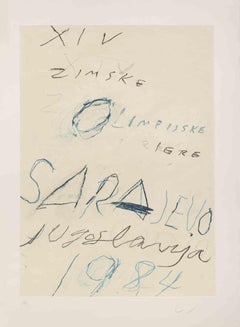 XIV
ZIMSKE
OLIMPIJSKE
IGRE
SARAJEVO
Jugoslavija
1984